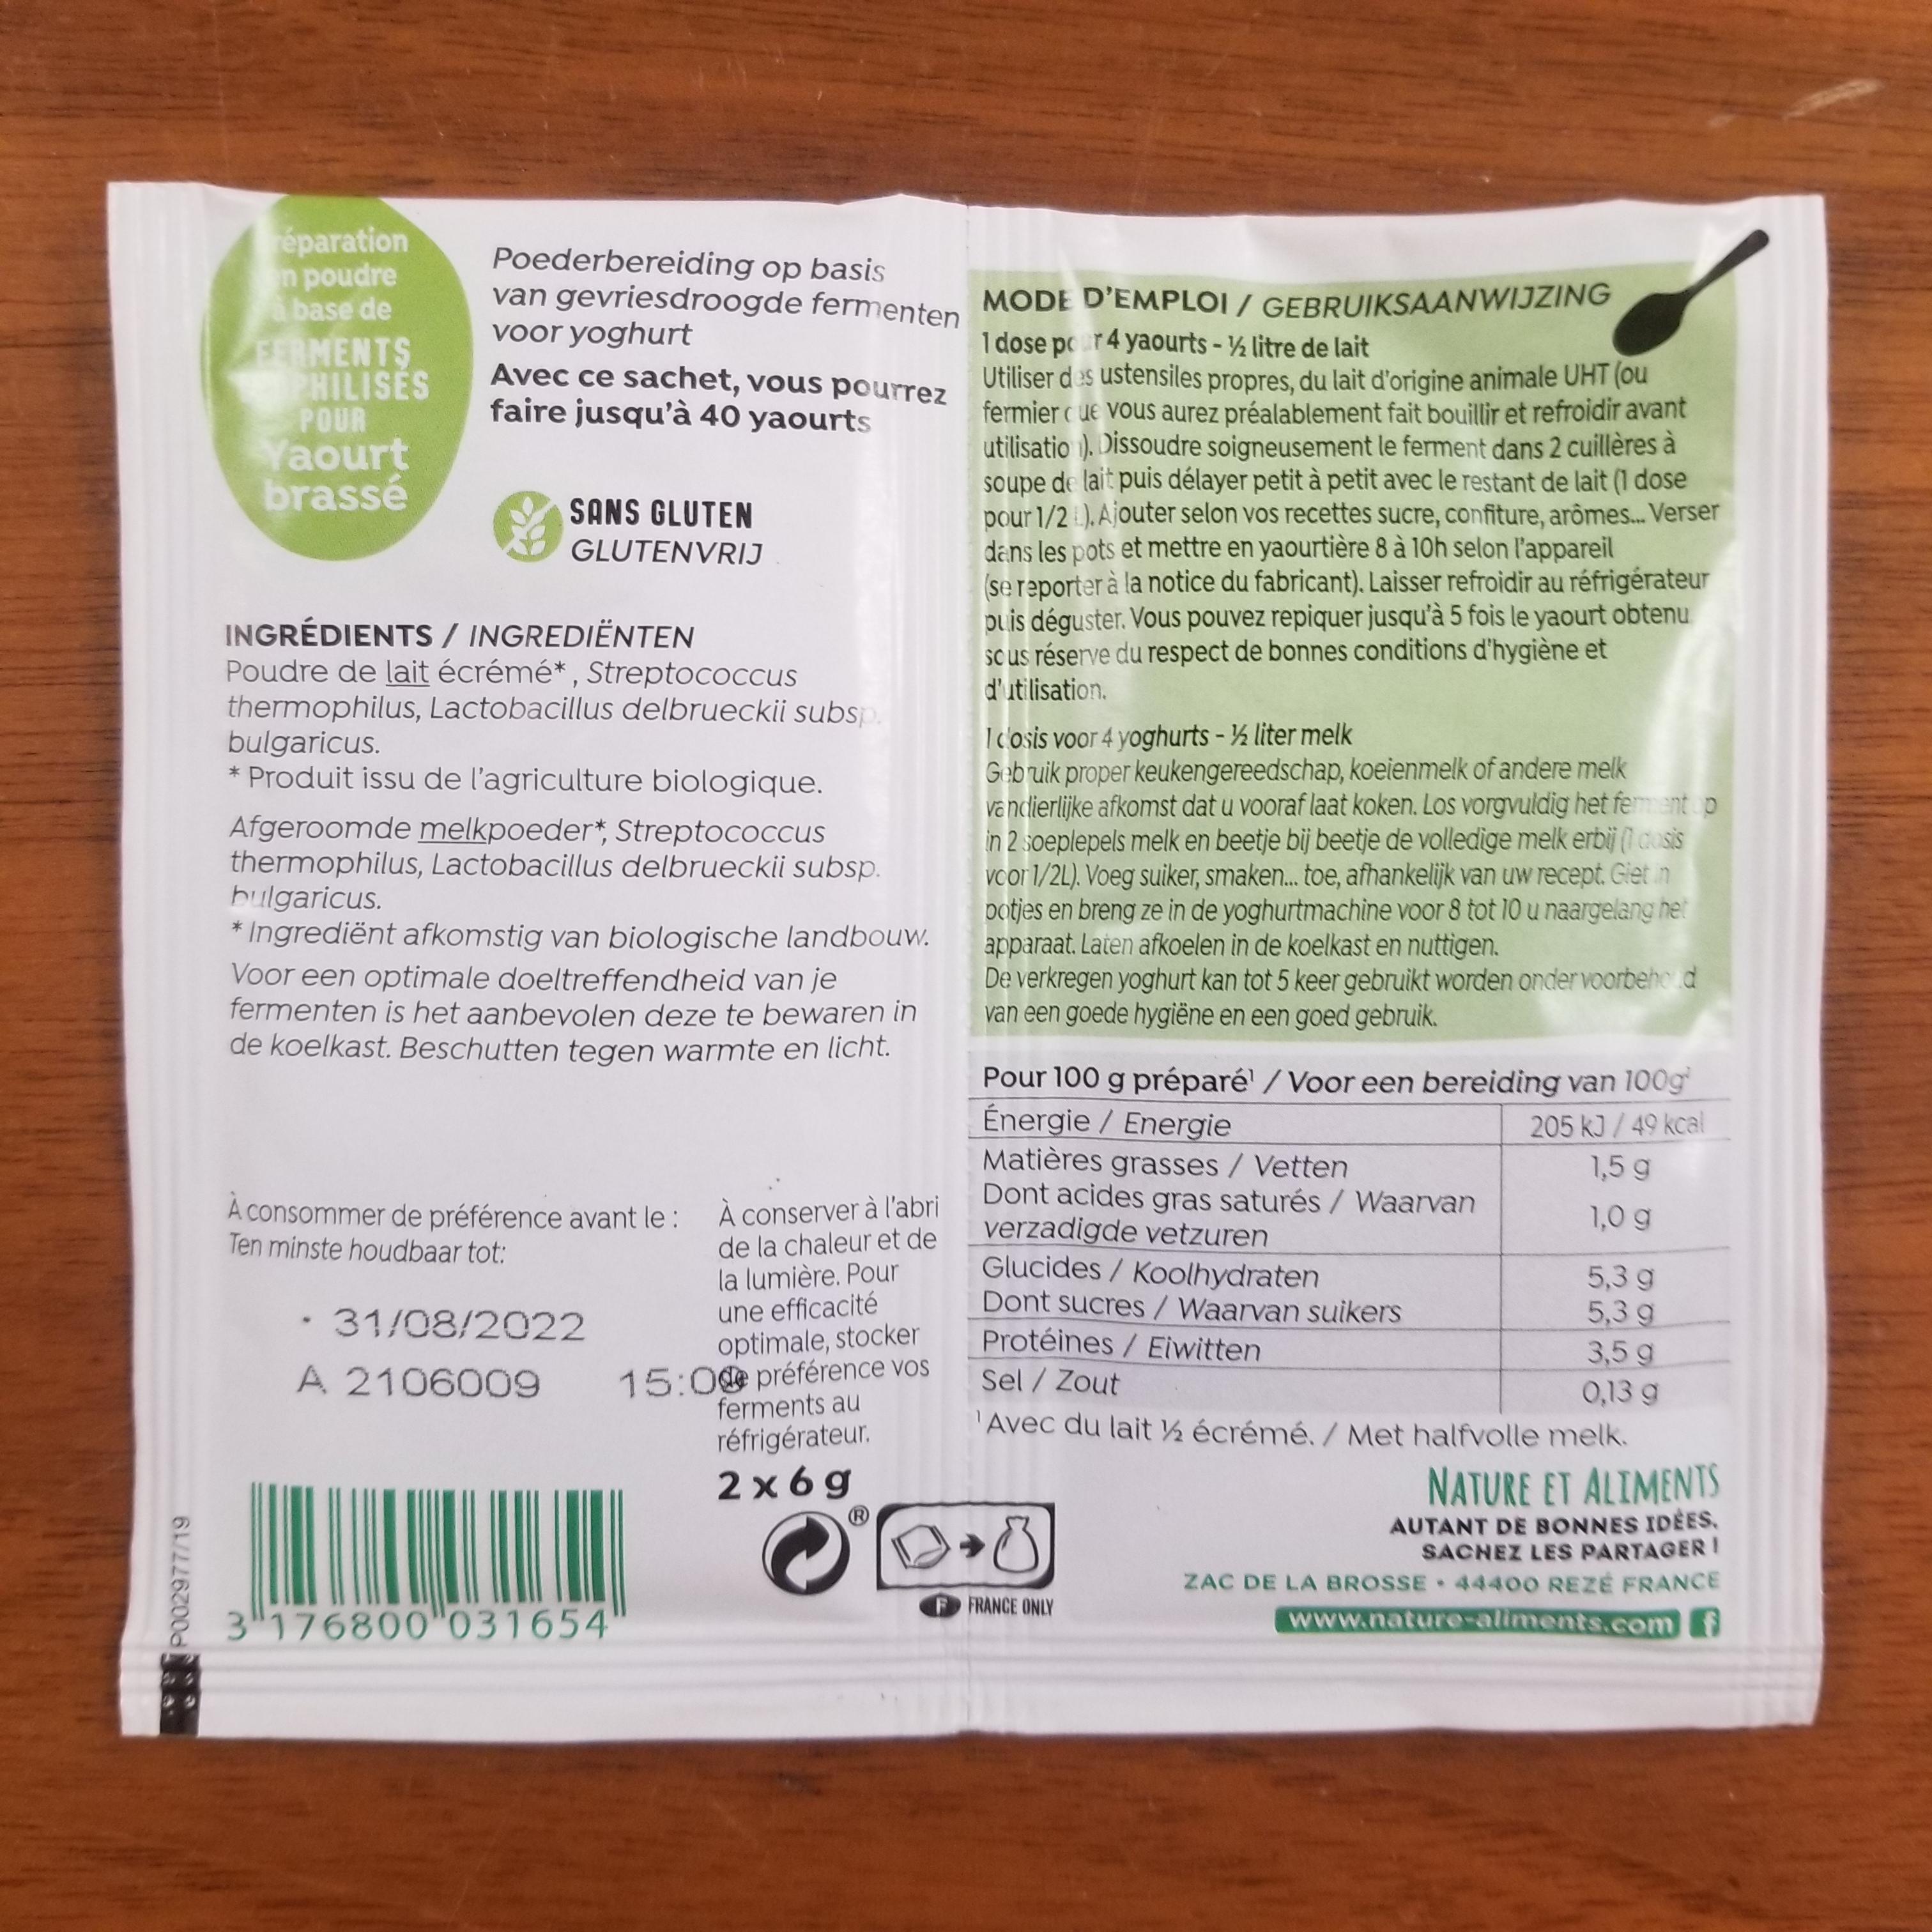 éparation
n poudre
à base de
FERMENTS
PHILISÉS
POUR
Yaourt
brassé
Poederbereiding op basis
van gevriesdroogde fermenten
voor yoghurt
Avec ce sachet, vous pourrez
faire jusqu'à 40 yaourts
SANS GLUTEN
GLUTENVRIJ
INGRÉDIENTS / INGREDIËNTEN
Poudre de lait écrémé* , Streptococcus
thermophilus, Lactobacillus delbrueckii subsp.
bulgaricus.
* Produit issu de l'agriculture biologique.
Afgeroomde melkpoeder*, Streptococcus
thermophilus, Lactobacillus delbrueckii subsp.
bulgaricus.
* Ingrediënt afkomstig van biologische landbouw.
Voor een optimale doeltreffendheid van je
fermenten is het aanbevolen deze te bewaren in
de koelkast. Beschutten tegen warmte en licht.
À consommer de préférence avant le :
Ten minste houdbaar tot:
31/08/2022
A 2106009 15:09
À conserver à l'abri
de la chaleur et de
la lumière. Pour
une efficacité
optimale, stocker
de préférence vos
ferments au
réfrigérateur.
2 x 6 g
®
FRANCE ONLY
P002977/19
3 176800 031654
MODE D'EMPLOI / GEBRUIKSAANWIJZING
1 dose pour 4 yaourts - ½ litre de lait
Utiliser des ustensiles propres, du lait d'origine animale UHT (ou
fermier que vous aurez préalablement fait bouillir et refroidir avant
utilisation). Dissoudre soigneusement le ferment dans 2 cuillères à
soupe de lait puis délayer petit à petit avec le restant de lait (1 dose
pour 1/2 L). Ajouter selon vos recettes sucre, confiture, arômes... Verser
dans les pots et mettre en yaourtière 8 à 10h selon l'appareil
(se reporter à la notice du fabricant). Laisser refroidir au réfrigérateur
puis déguster. Vous pouvez repiquer jusqu'à 5 fois le yaourt obtenu
sous réserve du respect de bonnes conditions d'hygiène et
d'utilisation.
1 dosis voor 4 yoghurts - ½ liter melk
Gebruik proper keukengereedschap, koeienmelk of andere melk
vandierlijke afkomst dat u vooraf laat koken. Los vorgvuldig het ferment op
in 2 soeplepels melk en beetje bij beetje de volledige melk erbij (1 dosis
voor 1/2L). Voeg suiker, smaken... toe, afhankelijk van uw recept. Giet in
potjes en breng ze in de yoghurtmachine voor 8 tot 10 u naargelang het
apparaat. Laten afkoelen in de koelkast en nuttigen.
De verkregen yoghurt kan tot 5 keer gebruikt worden onder voorbehoud
van een goede hygiëne en een goed gebruik.
Pour 100 g préparé¹ / Voor een bereiding van 100g¹
Énergie / Energie 205 kJ / 49 kcal
Matières grasses / Vetten 1,5 g
Dont acides gras saturés / Waarvan
verzadigde vetzuren 1,0 g
Glucides / Koolhydraten 5,3 g
Dont sucres / Waarvan suikers 5,3 g
Protéines / Eiwitten 3,5 g
Sel / Zout 0,13 g
¹ Avec du lait ½ écrémé. / Met halfvolle melk.
NATURE ET ALIMENTS
AUTANT DE BONNES IDÉES,
SACHEZ LES PARTAGER !
ZAC DE LA BROSSE • 44400 REZÉ FRANCE
www.nature-aliments.com f